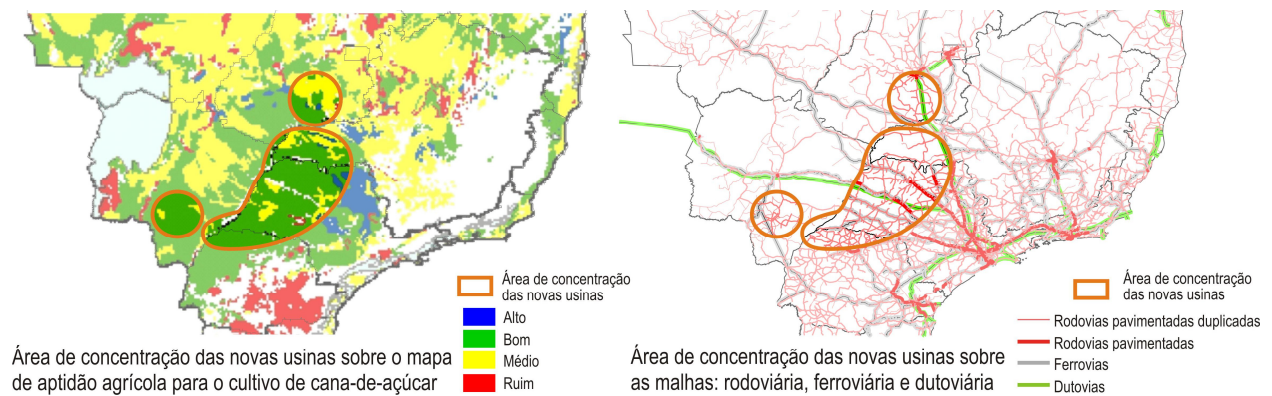 Área de concentração
das novas usinas
Alto
Bom
Médio
Ruim
Área de concentração das novas usinas sobre o mapa
de aptidão agrícola para o cultivo de cana-de-açúcar
Área de concentração
das novas usinas
Rodovias pavimentadas duplicadas
Rodovias pavimentadas
Ferrovias
Dutovias
Área de concentração das novas usinas sobre
as malhas: rodoviária, ferroviária e dutoviária